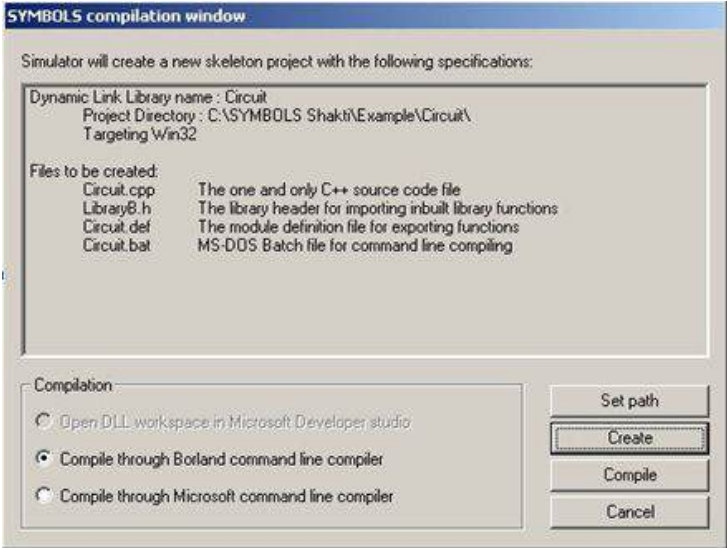 SYMBOLS compilation window
Simulator will create a new skeleton project with the following specifications:
Dynamic Link Library name : Circuit
Project Directory : C:\SYMBOLS Shakti\Example\Circuit\
Targeting Win32
Files to be created:
Circuit.cpp The one and only C++ source code file
LibraryB.h The library header for importing inbuilt library functions
Circuit.def The module definition file for exporting functions
Circuit.bat MS-DOS Batch file for command line compiling
Compilation
Open DLL workspace in Microsoft Developer studio
Compile through Borland command line compiler
Compile through Microsoft command line compiler
Set path
Create
Compile
Cancel